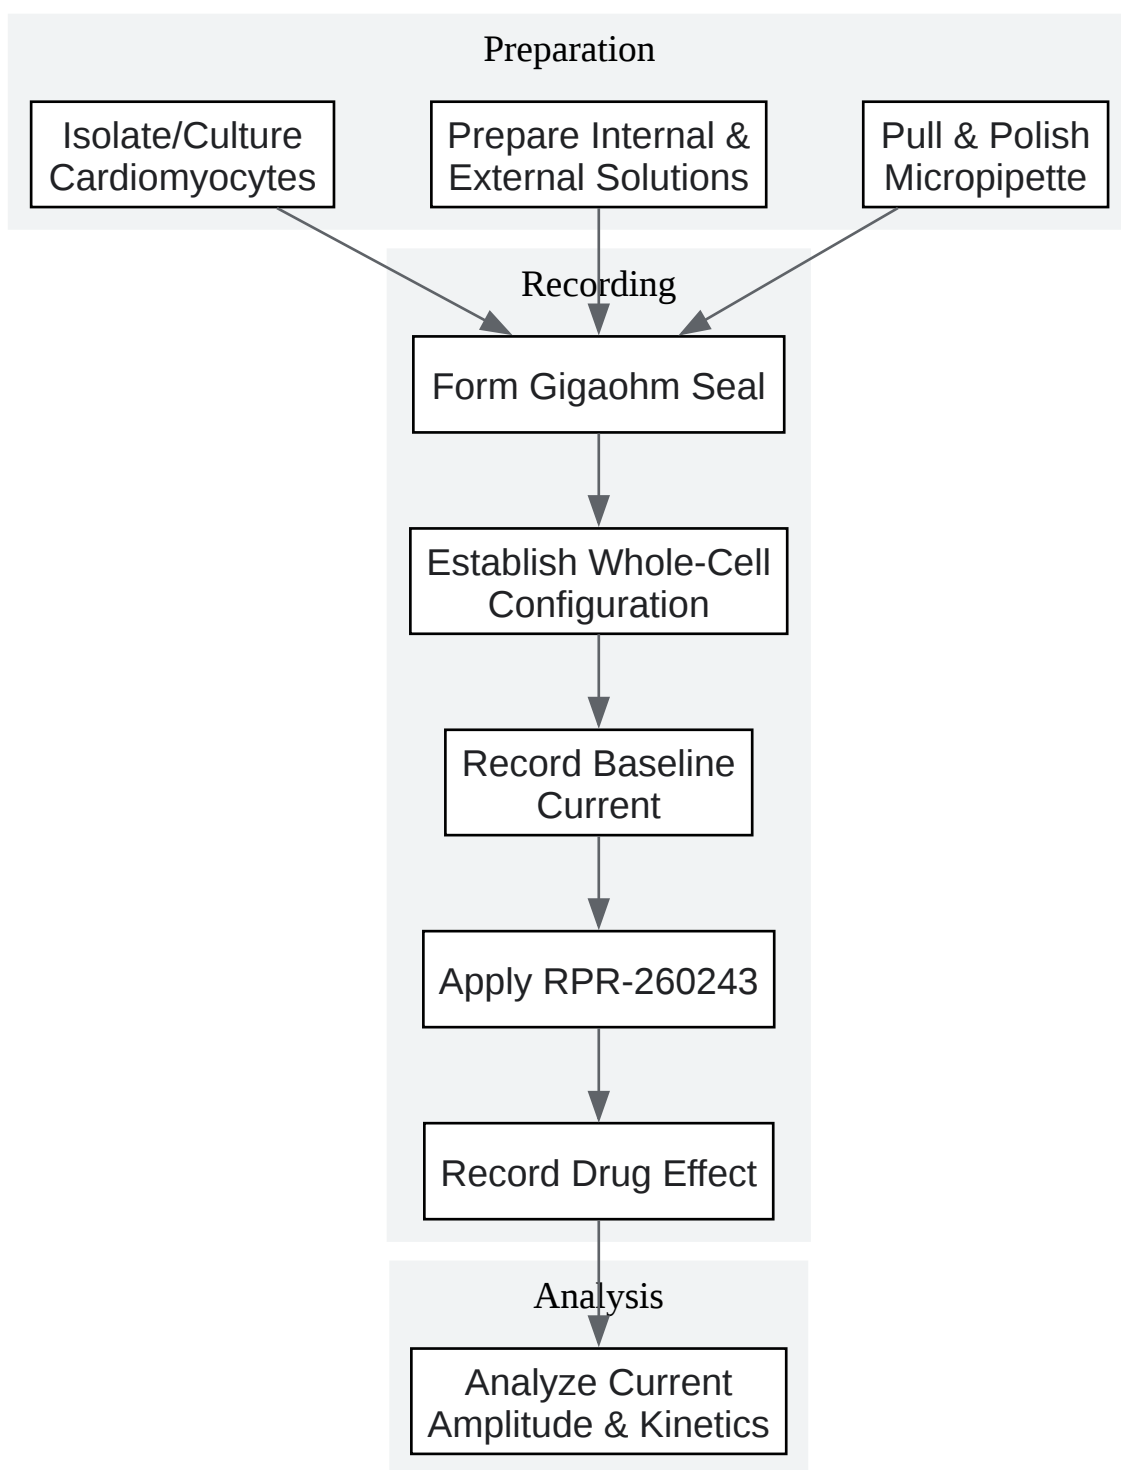 Preparation
Isolate/Culture
Cardiomyocytes
Prepare Internal &
External Solutions
Pull & Polish
Micropipette
Recording
Form Gigaohm Seal
Establish Whole-Cell
Configuration
Record Baseline
Current
Apply RPR-260243
Record Drug Effect
Analysis
Analyze Current
Amplitude & Kinetics